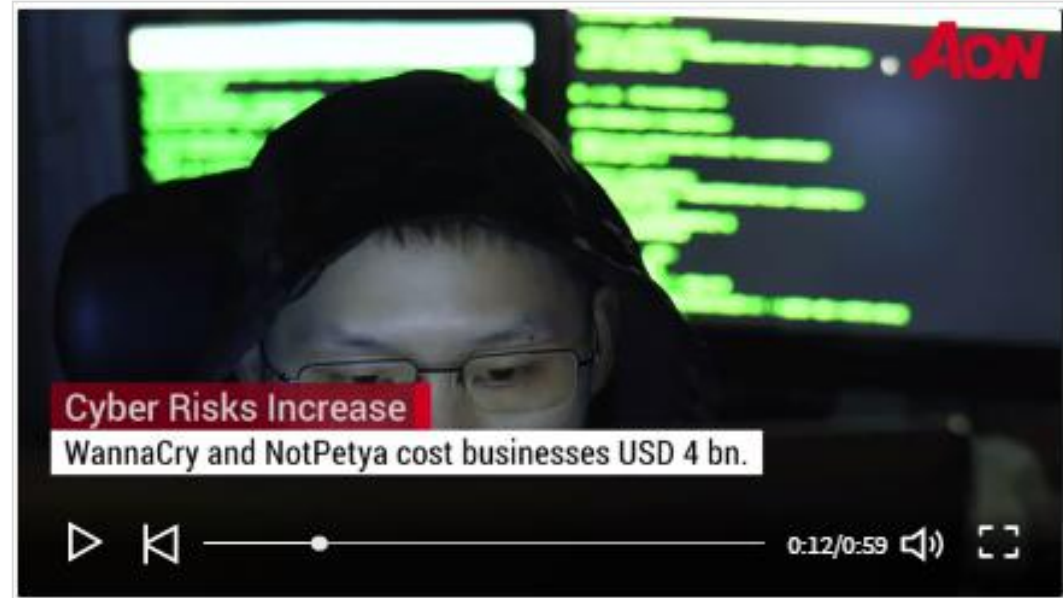 AON
Cyber Risks Increase
WannaCry and NotPetya cost businesses USD 4 bn.
0:12/0:59